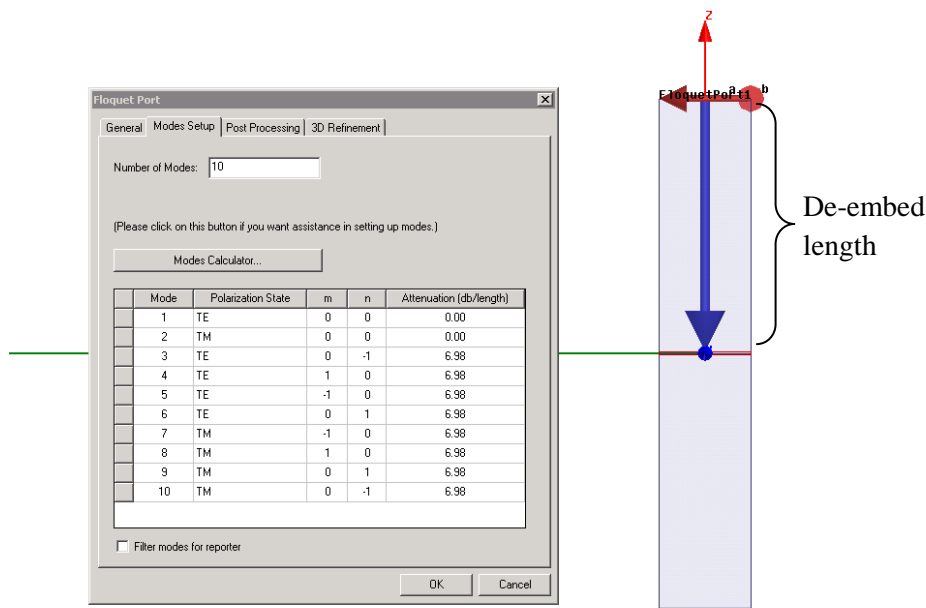 Floquet Port
General Modes Setup Post Processing 3D Refinement
Number of Modes: 10
(Please click on this button if you want assistance in setting up modes.)
Modes Calculator...
Mode Polarization State m n Attenuation (db/length)
1 TE 0 0 0.00
2 TM 0 0 0.00
3 TE 0 -1 6.98
4 TE 1 0 6.98
5 TE -1 0 6.98
6 TE 0 1 6.98
7 TM -1 0 6.98
8 TM 1 0 6.98
9 TM 0 1 6.98
10 TM 0 -1 6.98
Filter modes for reporter
OK Cancel
z
FloquetPort1
a b
De-embed
length